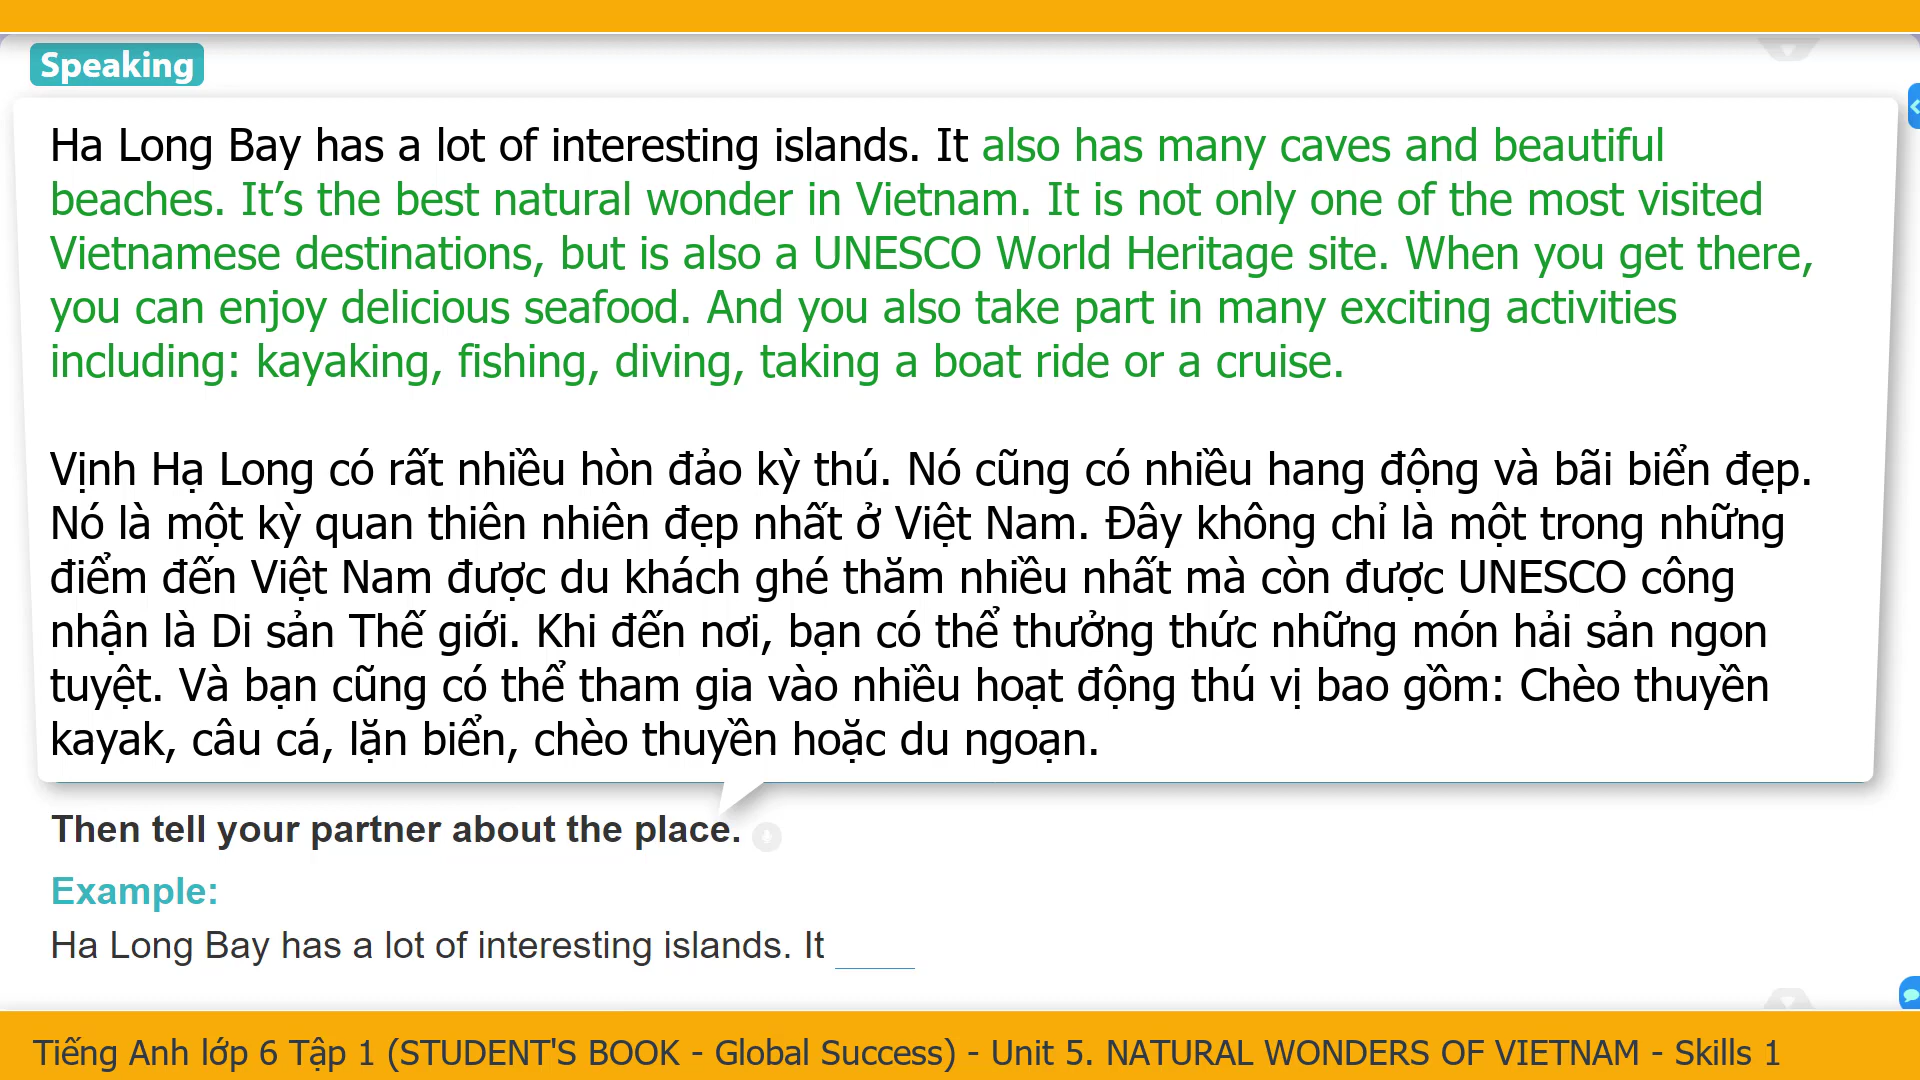 Speaking
Ha Long Bay has a lot of interesting islands. It also has many caves and beautiful
beaches. It’s the best natural wonder in Vietnam. It is not only one of the most visited
Vietnamese destinations, but is also a UNESCO World Heritage site. When you get there,
you can enjoy delicious seafood. And you also take part in many exciting activities
including: kayaking, fishing, diving, taking a boat ride or a cruise.
Vịnh Hạ Long có rất nhiều hòn đảo kỳ thú. Nó cũng có nhiều hang động và bãi biển đẹp.
Nó là một kỳ quan thiên nhiên đẹp nhất ở Việt Nam. Đây không chỉ là một trong những
điểm đến Việt Nam được du khách ghé thăm nhiều nhất mà còn được UNESCO công
nhận là Di sản Thế giới. Khi đến nơi, bạn có thể thưởng thức những món hải sản ngon
tuyệt. Và bạn cũng có thể tham gia vào nhiều hoạt động thú vị bao gồm: Chèo thuyền
kayak, câu cá, lặn biển, chèo thuyền hoặc du ngoạn.
Then tell your partner about the place.
Example:
Ha Long Bay has a lot of interesting islands. It ____
Tiếng Anh lớp 6 Tập 1 (STUDENT'S BOOK - Global Success) - Unit 5. NATURAL WONDERS OF VIETNAM - Skills 1